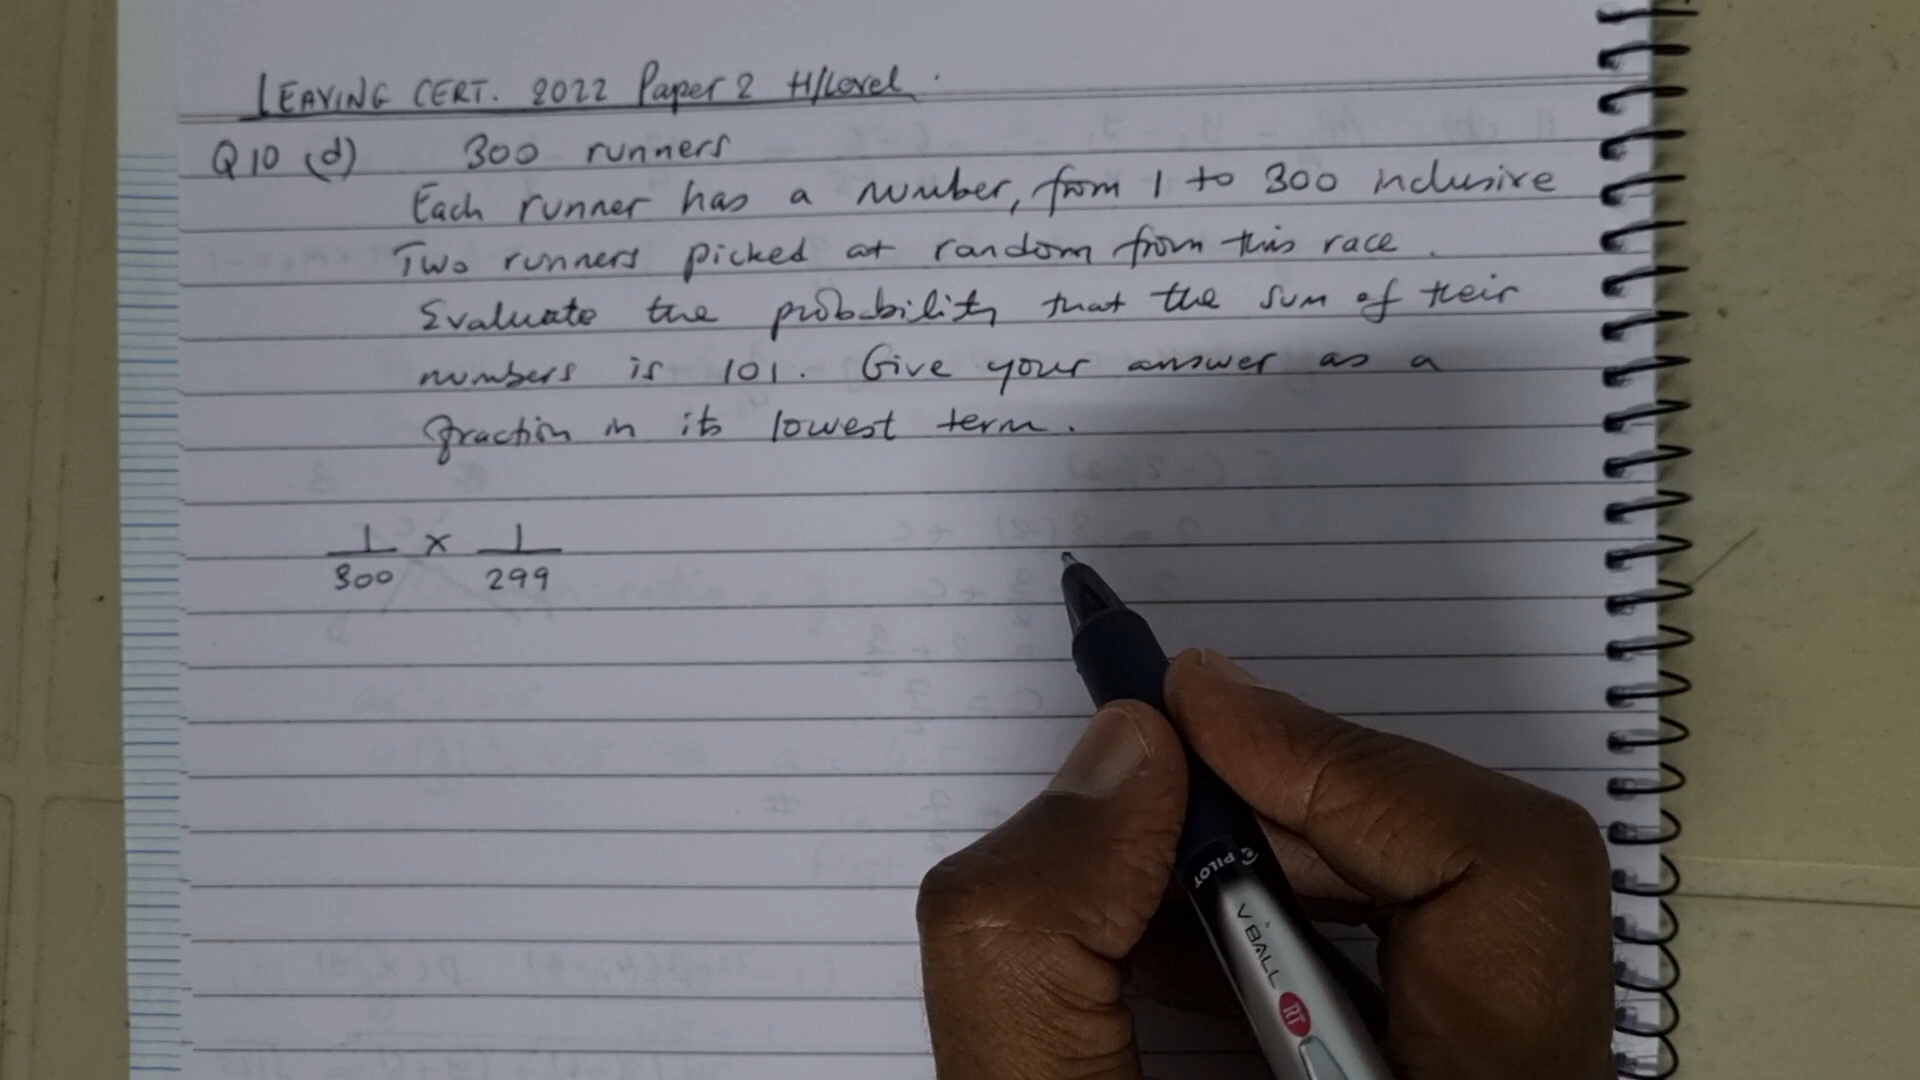 LEAVING CERT. 2022 Paper 2 H/Level.
Q10 (d) 300 runners
Each runner has a number, from 1 to 300 inclusive
Two runners picked at random from this race.
Evaluate the probability that the sum of their
numbers is 101. Give your answer as a
fraction in its lowest term.
1/300 × 1/299
PILOT
V BALL
RT